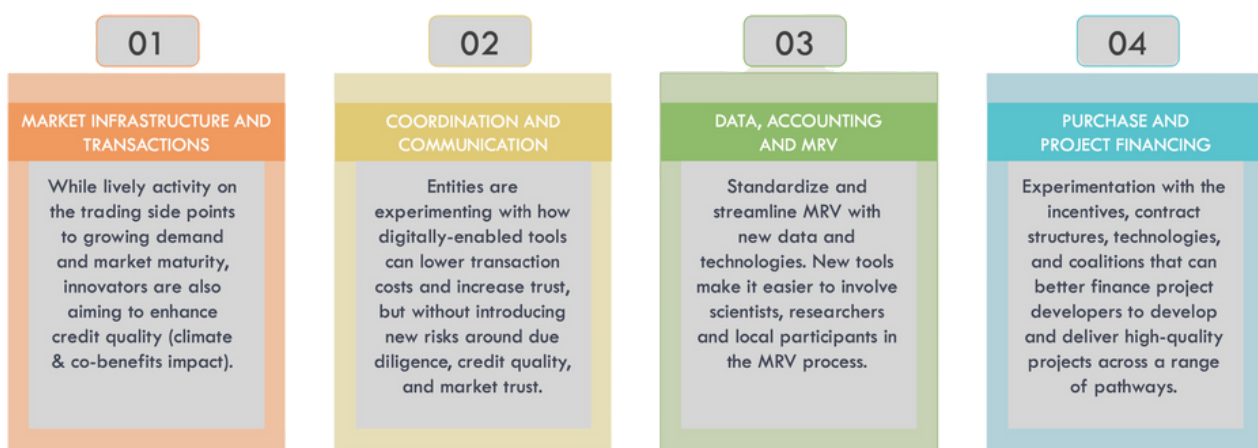 01
MARKET INFRASTRUCTURE AND
TRANSACTIONS
While lively activity on
the trading side points
to growing demand
and market maturity,
innovators are also
aiming to enhance
credit quality (climate
& co-benefits impact).
02
COORDINATION AND
COMMUNICATION
Entities are
experimenting with how
digitally-enabled tools
can lower transaction
costs and increase trust,
but without introducing
new risks around due
diligence, credit quality,
and market trust.
03
DATA, ACCOUNTING
AND MRV
Standardize and
streamline MRV with
new data and
technologies. New tools
make it easier to involve
scientists, researchers
and local participants in
the MRV process.
04
PURCHASE AND
PROJECT FINANCING
Experimentation with the
incentives, contract
structures, technologies,
and coalitions that can
better finance project
developers to develop
and deliver high-quality
projects across a range
of pathways.